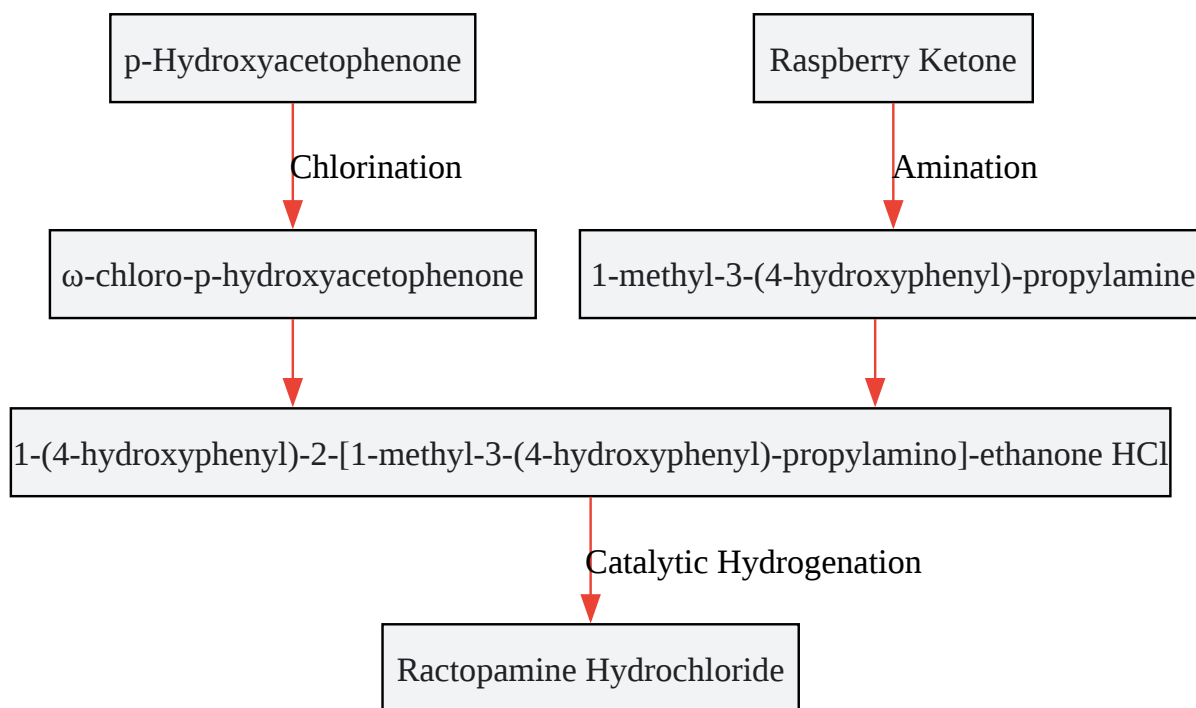 p-Hydroxyacetophenone
Raspberry Ketone
Chlorination
Amination
ω-chloro-p-hydroxyacetophenone
1-methyl-3-(4-hydroxyphenyl)-propylamine
1-(4-hydroxyphenyl)-2-[1-methyl-3-(4-hydroxyphenyl)-propylamino]-ethanone HCl
Catalytic Hydrogenation
Ractopamine Hydrochloride